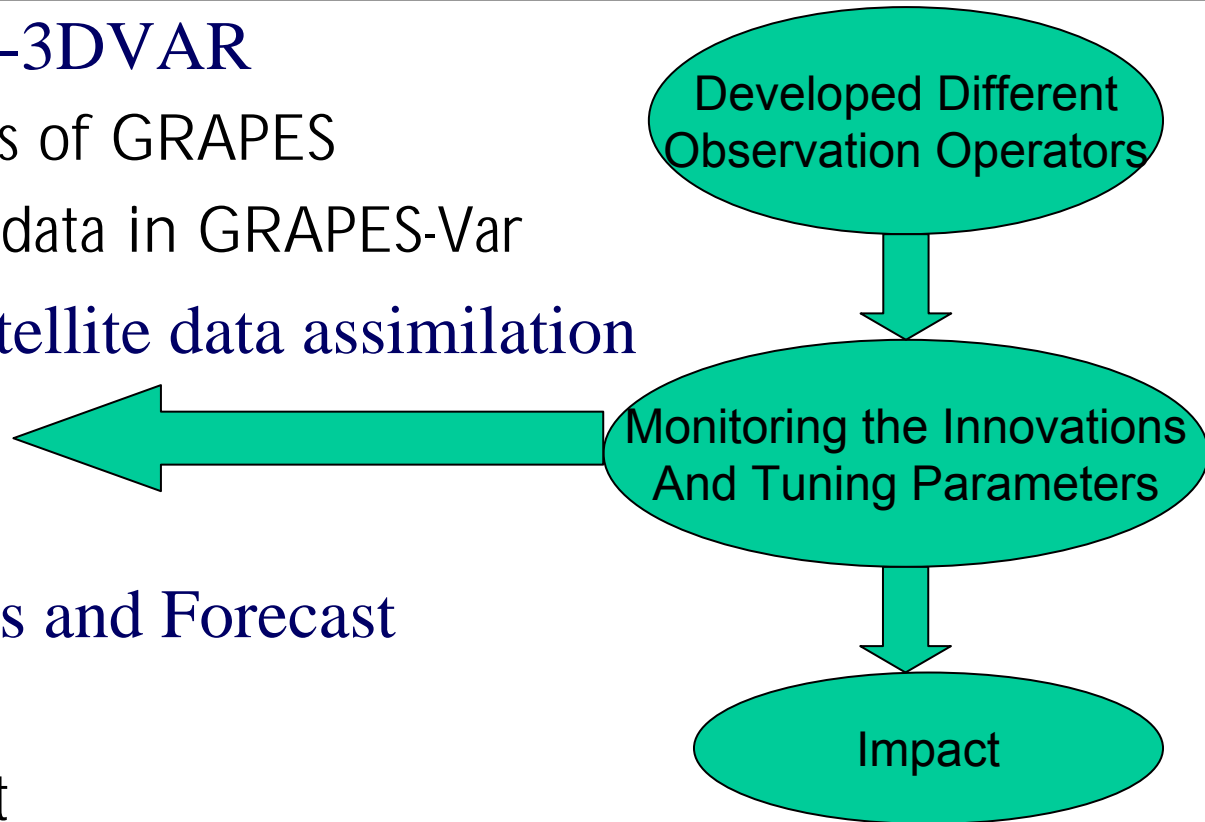 -3DVAR
s of GRAPES
data in GRAPES-Var
tellite data assimilation
s and Forecast
t
Developed Different
Observation Operators
Monitoring the Innovations
And Tuning Parameters
Impact